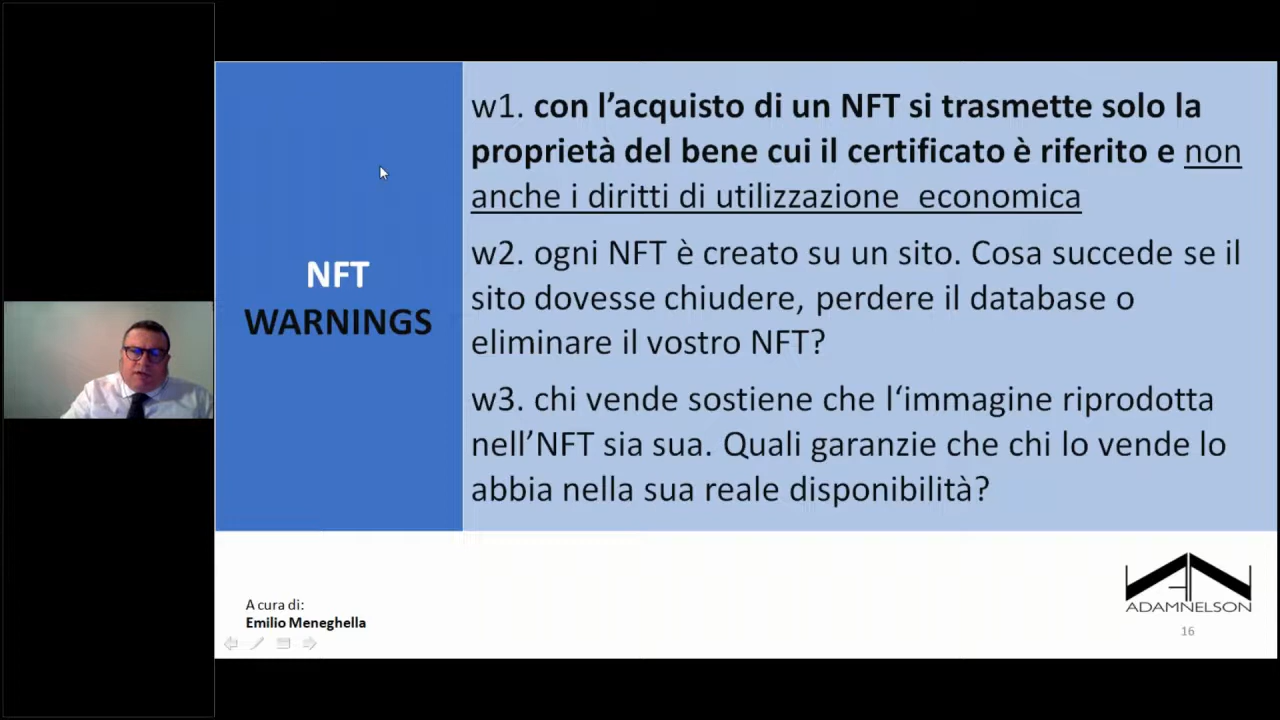 NFT
WARNINGS
w1. con l’acquisto di un NFT si trasmette solo la
proprietà del bene cui il certificato è riferito e non
anche i diritti di utilizzazione  economica
w2. ogni NFT è creato su un sito. Cosa succede se il
sito dovesse chiudere, perdere il database o
eliminare il vostro NFT?
w3. chi vende sostiene che l‘immagine riprodotta
nell’NFT sia sua. Quali garanzie che chi lo vende lo
abbia nella sua reale disponibilità?
A cura di:
Emilio Meneghella
ADAMNELSON
16